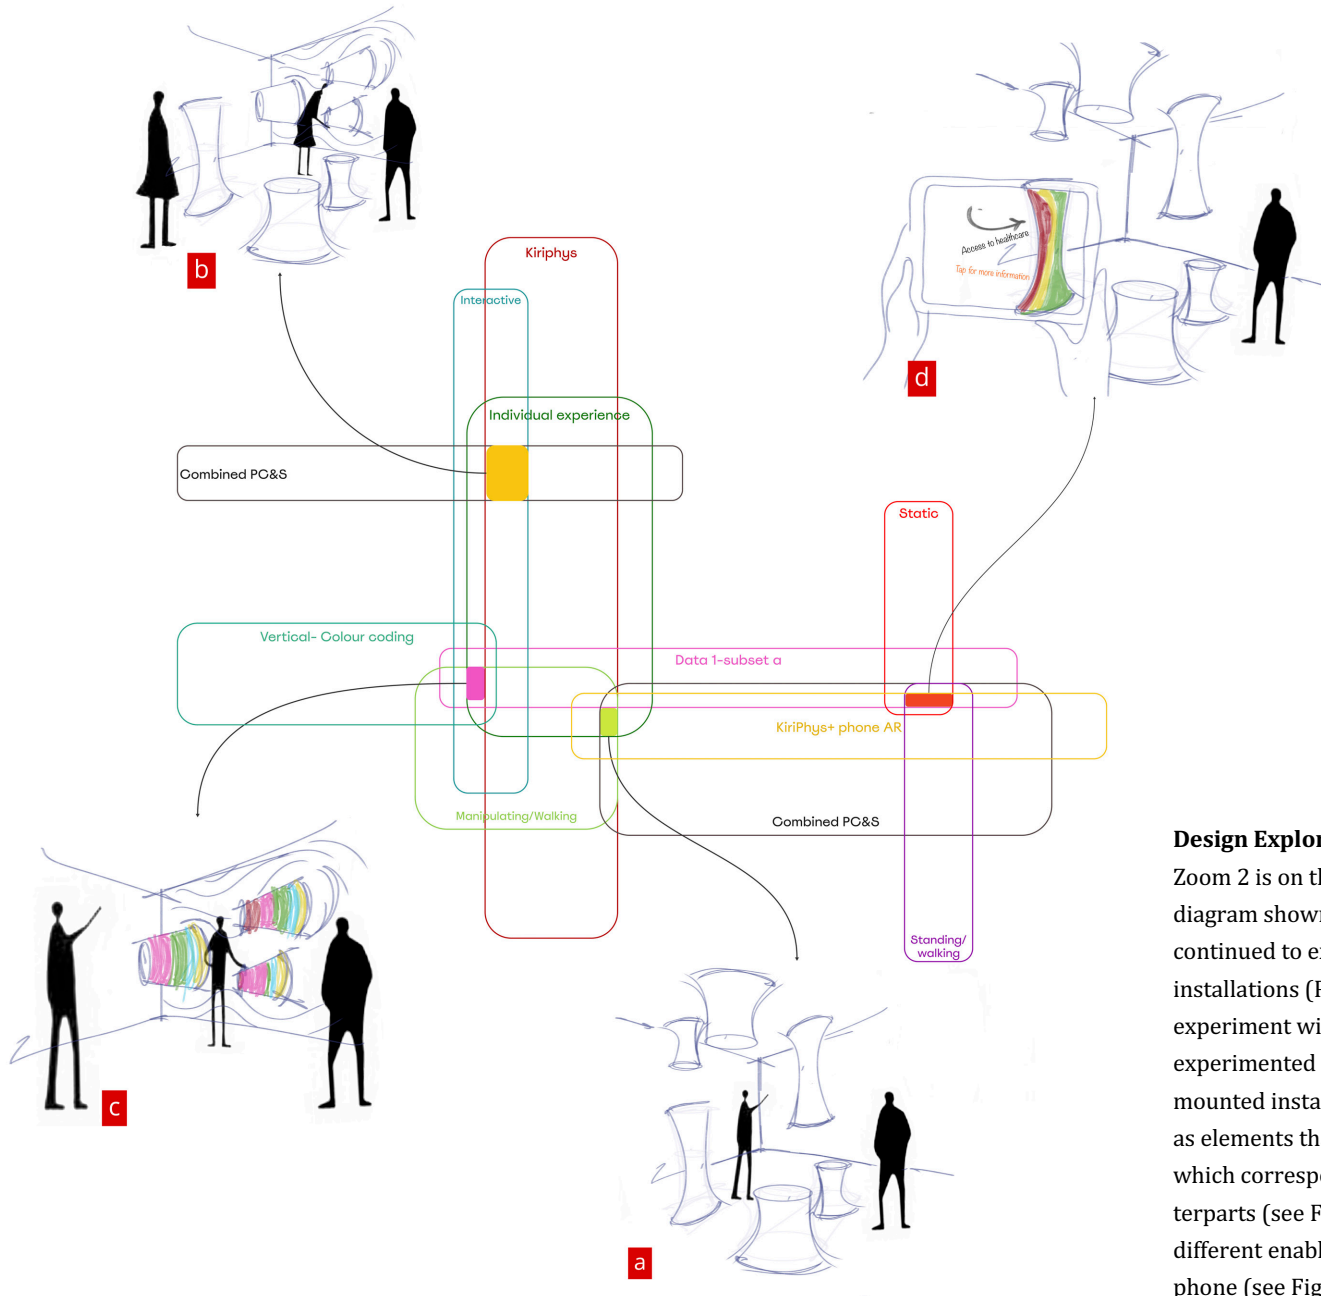 b
Kiriphys
Interactive
Individual experience
Combined PC&S
Access to healthcare
Tap for more information
d
Static
Vertical- Colour coding
Data 1-subset a
KiriPhys+ phone AR
Manipulating/Walking
Combined PC&S
Standing/
walking
c
a
Design Explor
Zoom 2 is on th
diagram shown
continued to e
installations (F
experiment wi
experimented
mounted insta
as elements th
which correspo
terparts (see F
different enabl
phone (see Fig